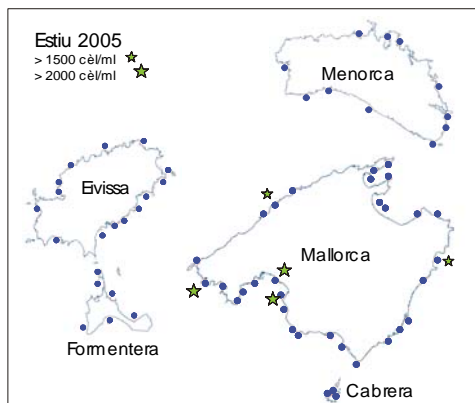 Estiu 2005
> 1500 cèl/ml
> 2000 cèl/ml
Menorca
Eivissa
Mallorca
Formentera
Cabrera